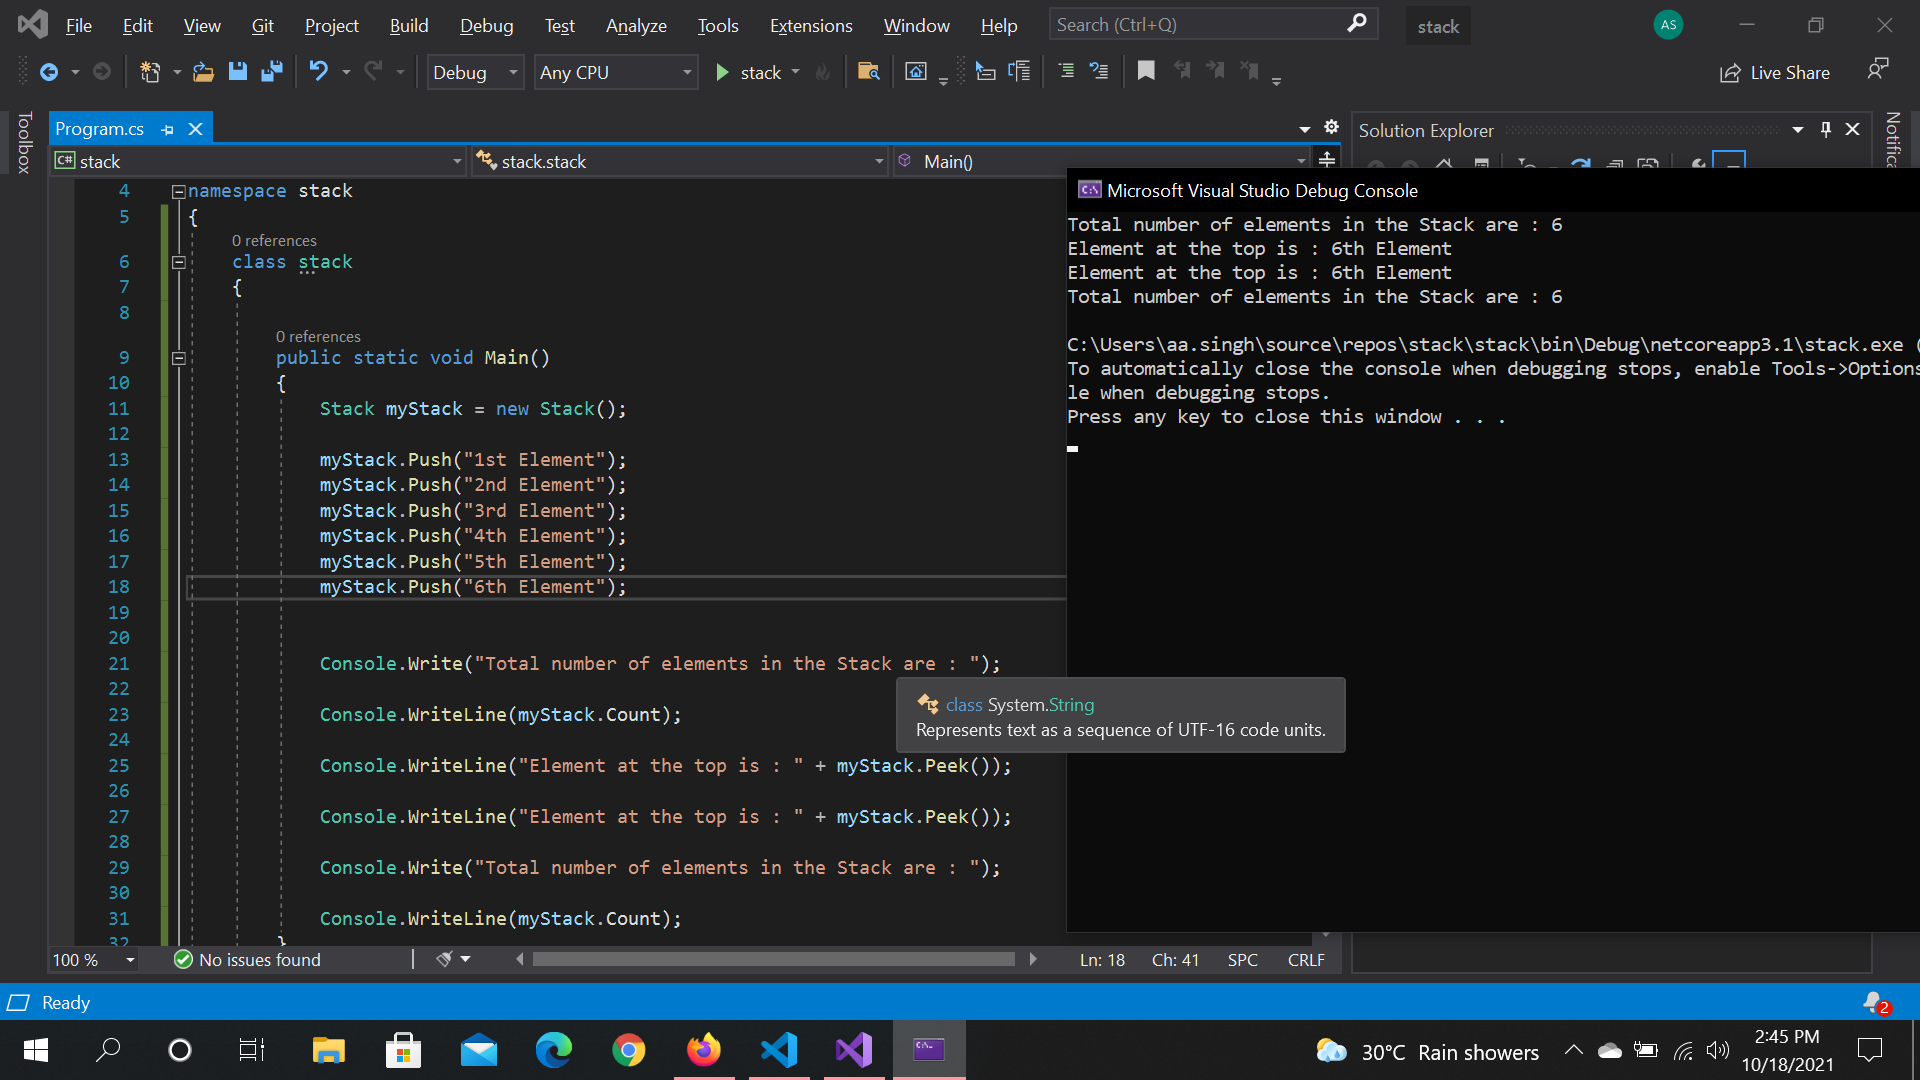 File Edit View Git Project Build Debug Test Analyze Tools Extensions Window Help Search (Ctrl+Q) stack AS
Debug Any CPU stack Live Share
Toolbox
Program.cs
Solution Explorer
stack stack.stack Main()
4 namespace stack
5 {
0 references
6 class stack
7 {
8
0 references
9 public static void Main()
10 {
11 Stack myStack = new Stack();
12
13 myStack.Push("1st Element");
14 myStack.Push("2nd Element");
15 myStack.Push("3rd Element");
16 myStack.Push("4th Element");
17 myStack.Push("5th Element");
18 myStack.Push("6th Element");
19
20
21 Console.Write("Total number of elements in the Stack are : ");
22
23 Console.WriteLine(myStack.Count);
24
25 Console.WriteLine("Element at the top is : " + myStack.Peek());
26
27 Console.WriteLine("Element at the top is : " + myStack.Peek());
28
29 Console.Write("Total number of elements in the Stack are : ");
30
31 Console.WriteLine(myStack.Count);
32 }
class System.String
Represents text as a sequence of UTF-16 code units.
Microsoft Visual Studio Debug Console
Total number of elements in the Stack are : 6
Element at the top is : 6th Element
Element at the top is : 6th Element
Total number of elements in the Stack are : 6
C:\Users\aa.singh\source\repos\stack\stack\bin\Debug\netcoreapp3.1\stack.exe (
To automatically close the console when debugging stops, enable Tools->Options
le when debugging stops.
Press any key to close this window . . .
100 % No issues found Ln: 18 Ch: 41 SPC CRLF
Ready 2
30°C Rain showers 2:45 PM
10/18/2021